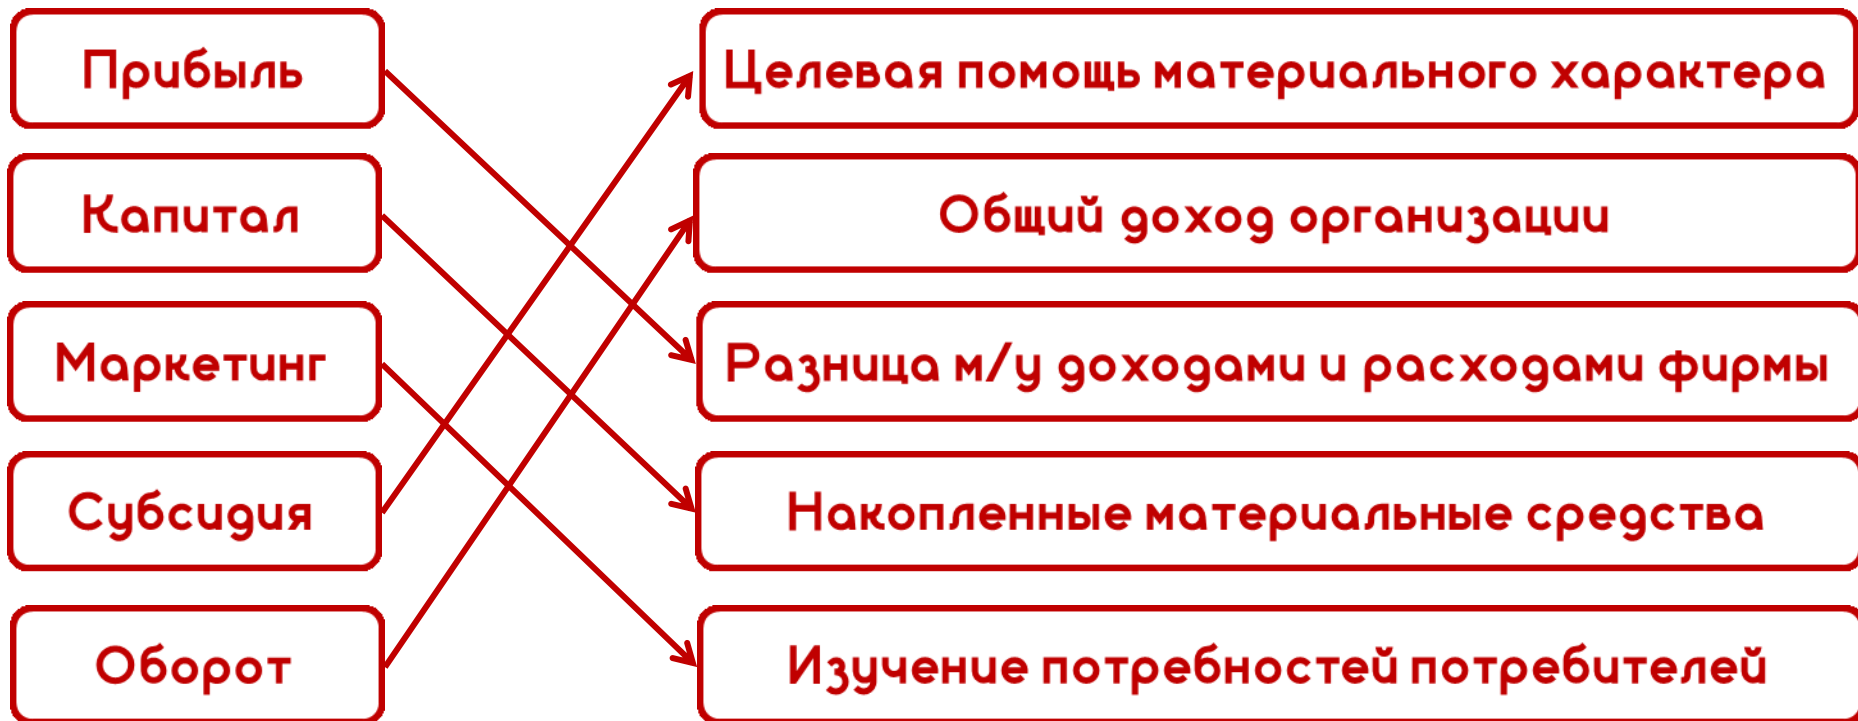 Прибыль
Целевая помощь материального характера
Капитал
Общий доход организации
Маркетинг
Разница м/у доходами и расходами фирмы
Субсидия
Накопленные материальные средства
Оборот
Изучение потребностей потребителей